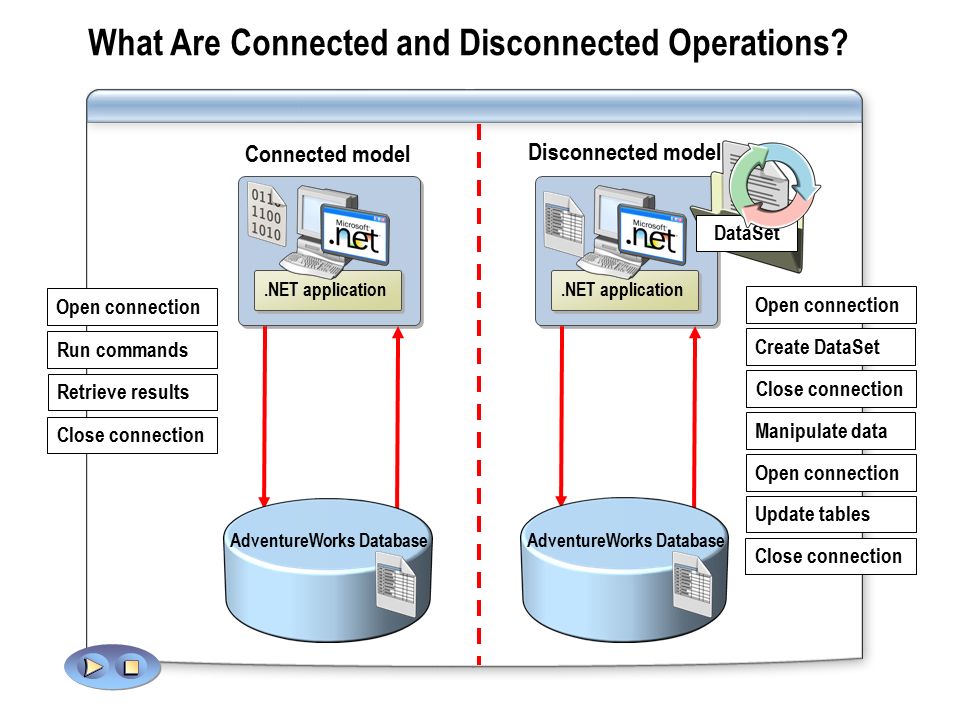 What Are Connected and Disconnected Operations?
Connected model
0110
1100
1010
Microsoft
.net
.NET application
Open connection
Run commands
Retrieve results
Close connection
AdventureWorks Database
Disconnected model
Microsoft
.net
DataSet
.NET application
Open connection
Create DataSet
Close connection
Manipulate data
Open connection
Update tables
Close connection
AdventureWorks Database